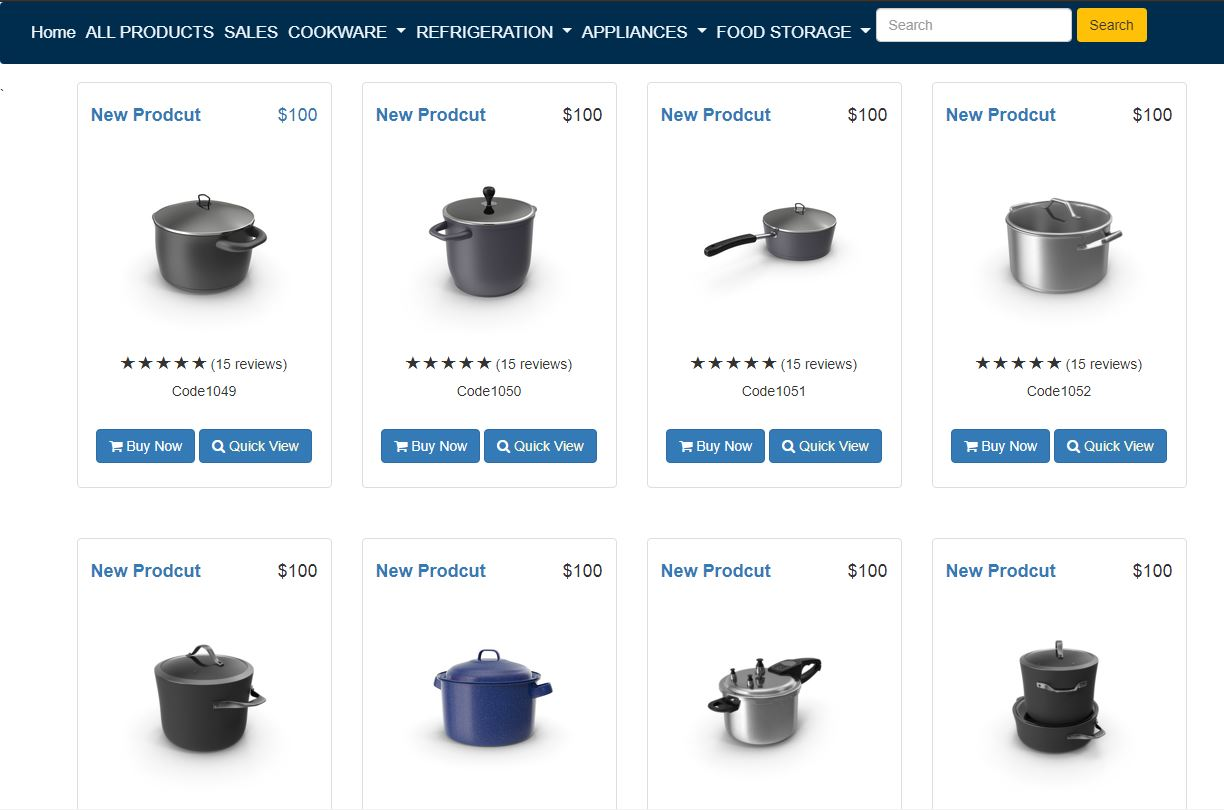 Home ALL PRODUCTS SALES COOKWARE REFRIGERATION APPLIANCES FOOD STORAGE Search Search
`
New Prodcut $100 New Prodcut $100 New Prodcut $100 New Prodcut $100
★★★★★ (15 reviews) ★★★★★ (15 reviews) ★★★★★ (15 reviews) ★★★★★ (15 reviews)
Code1049 Code1050 Code1051 Code1052
Buy Now Quick View Buy Now Quick View Buy Now Quick View Buy Now Quick View
New Prodcut $100 New Prodcut $100 New Prodcut $100 New Prodcut $100